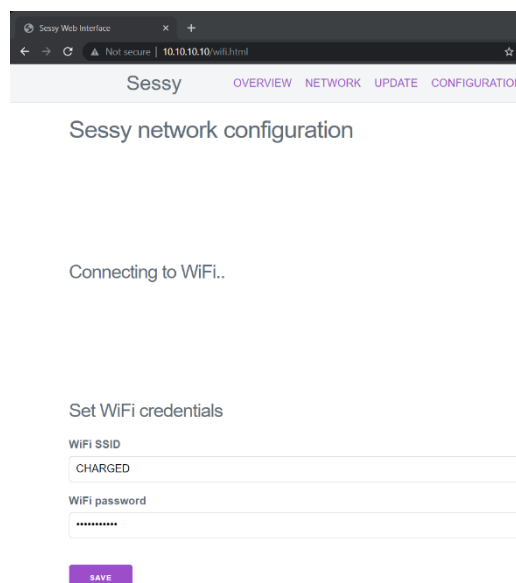 Sessy Web Interface
Not secure | 10.10.10.10/wifi.html
Sessy OVERVIEW NETWORK UPDATE CONFIGURATION
Sessy network configuration
Connecting to WiFi..
Set WiFi credentials
WiFi SSID
CHARGED
WiFi password
•••••••••••
SAVE